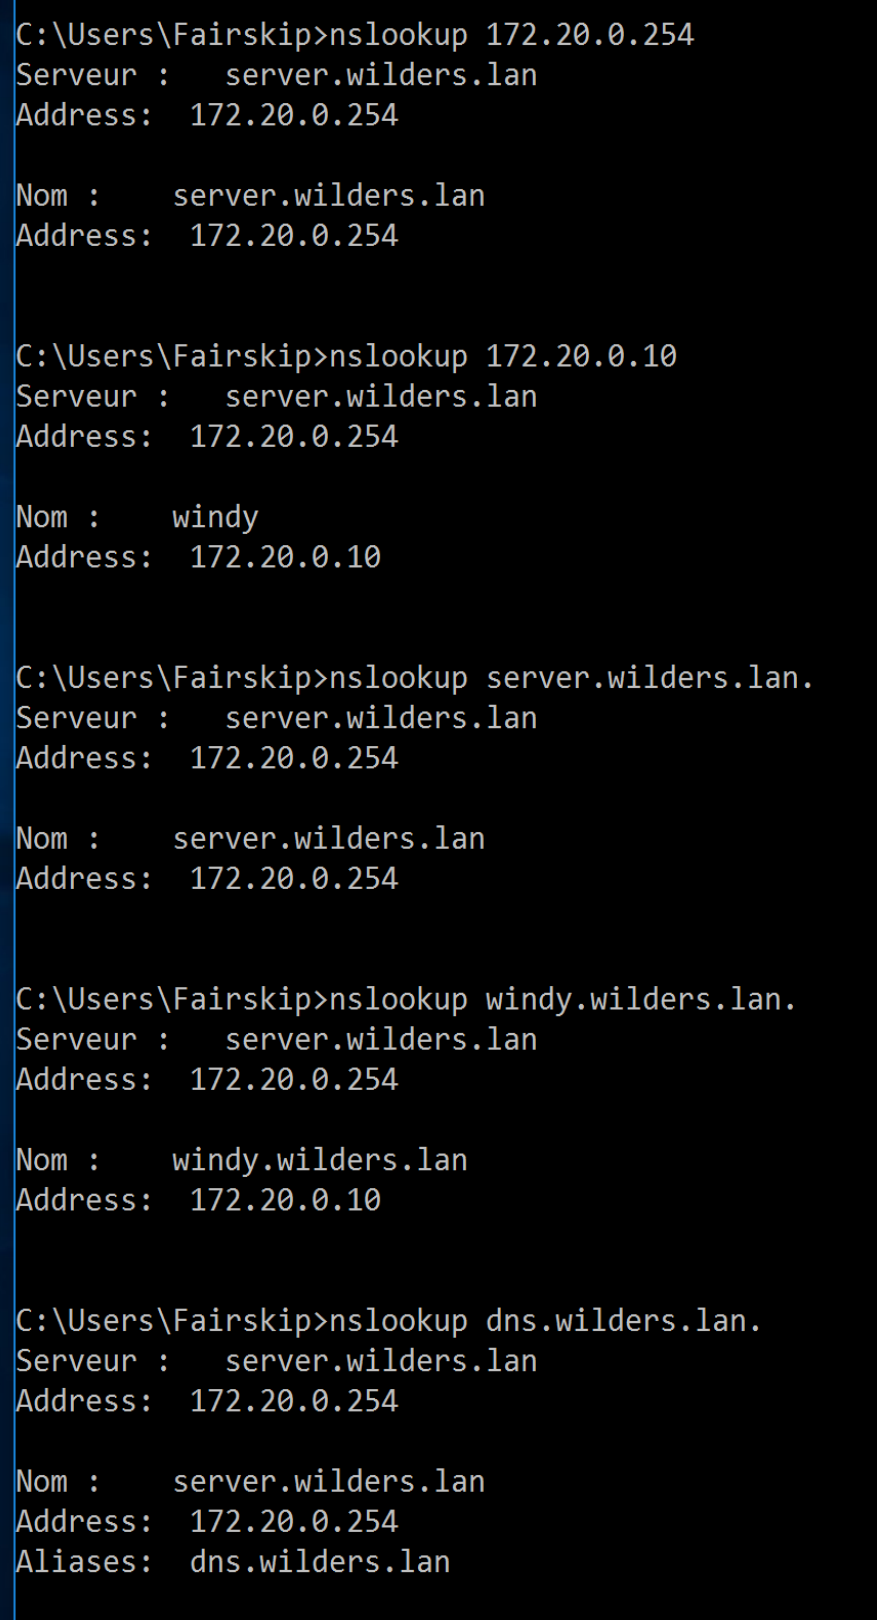 C:\Users\Fairskip>nslookup 172.20.0.254
Serveur :   server.wilders.lan
Address:  172.20.0.254
Nom :    server.wilders.lan
Address:  172.20.0.254
C:\Users\Fairskip>nslookup 172.20.0.10
Serveur :   server.wilders.lan
Address:  172.20.0.254
Nom :    windy
Address:  172.20.0.10
C:\Users\Fairskip>nslookup server.wilders.lan.
Serveur :   server.wilders.lan
Address:  172.20.0.254
Nom :    server.wilders.lan
Address:  172.20.0.254
C:\Users\Fairskip>nslookup windy.wilders.lan.
Serveur :   server.wilders.lan
Address:  172.20.0.254
Nom :    windy.wilders.lan
Address:  172.20.0.10
C:\Users\Fairskip>nslookup dns.wilders.lan.
Serveur :   server.wilders.lan
Address:  172.20.0.254
Nom :    server.wilders.lan
Address:  172.20.0.254
Aliases:  dns.wilders.lan